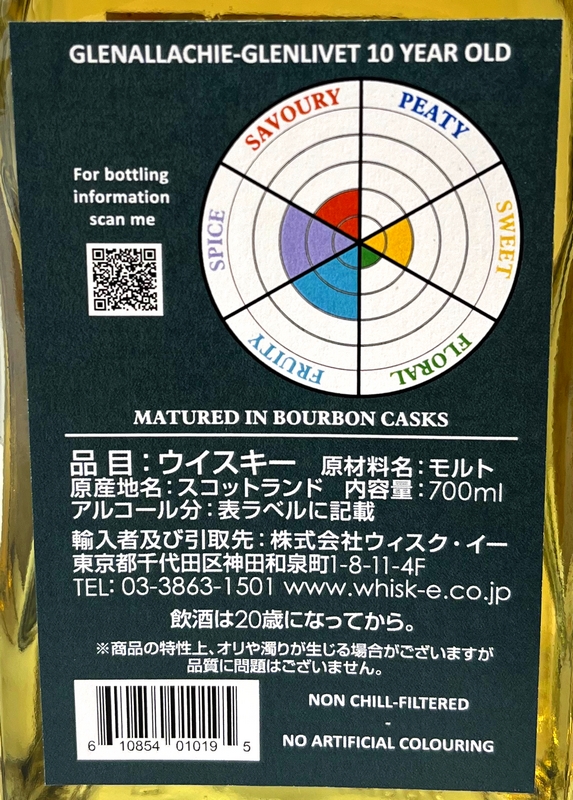 GLENALLACHIE-GLENLIVET 10 YEAR OLD
SAVOURY
PEATY
SWEET
FLORAL
FRUITY
SPICE
For bottling
information
scan me
MATURED IN BOURBON CASKS
品目：ウイスキー　原材料名：モルト
原産地名：スコットランド　内容量：700ml
アルコール分：表ラベルに記載
輸入者及び引取先：株式会社ウィスク・イー
東京都千代田区神田和泉町1-8-11-4F
TEL: 03-3863-1501 www.whisk-e.co.jp
飲酒は20歳になってから。
※商品の特性上、オリや濁りが生じる場合がございますが
品質に問題はございません。
NON CHILL-FILTERED
-
NO ARTIFICIAL COLOURING
6 10854 01019 5